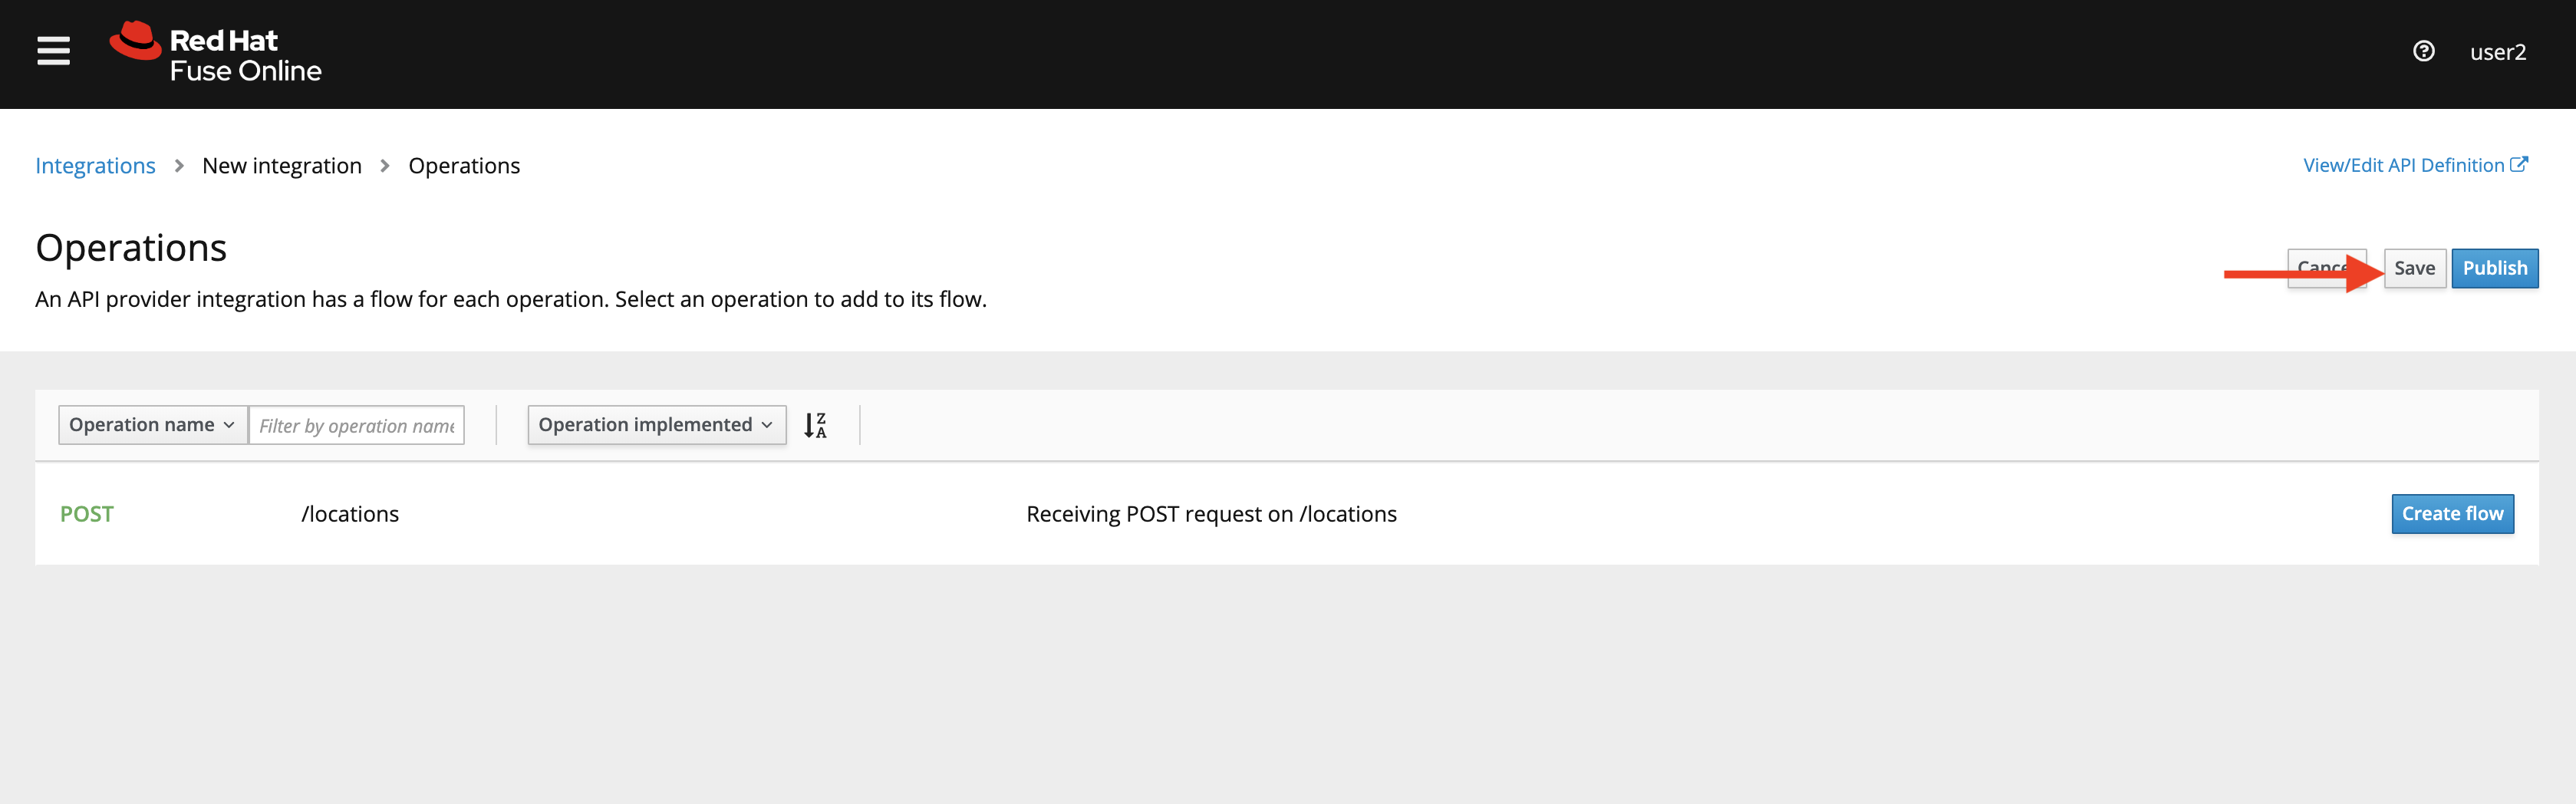 Red Hat
Fuse Online
user2
Integrations > New integration > Operations
View/Edit API Definition
Operations
Save
Publish
An API provider integration has a flow for each operation. Select an operation to add to its flow.
Operation name
Filter by operation name
Operation implemented
Z
A
POST
/locations
Receiving POST request on /locations
Create flow